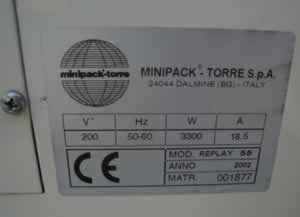 minipack-torre
MINIPACK® - TORRE S.p.A.
24044 DALMINE (BG) - ITALY
V~ Hz W A
200 50-60 3300 18.5
CE
MOD. REPLAY 55
ANNO 2002
MATR. 001877